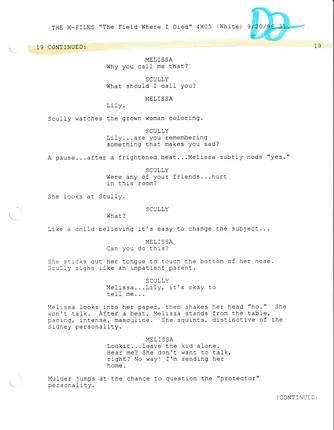 THE X-FILES "The Field Where I Died" 4X05 (White) 9/20/96 31.
DD
19 CONTINUED: 19
MELISSA
Why you call me that?
SCULLY
What should I call you?
MELISSA
Lily.
Scully watches the grown woman coloring.
SCULLY
Lily...are you remembering
something that makes you sad?
A pause...after a frightened beat...Melissa subtly nods "yes."
SCULLY
Were any of your friends...hurt
in this room?
She looks at Scully.
SCULLY
What?
Like a child believing it's easy to change the subject...
MELISSA
Can you do this?
She sticks out her tongue to touch the bottom of her nose.
Scully sighs like an impatient parent.
SCULLY
Melissa...Lily, it's okay to
tell me...
Melissa looks into her paper, then shakes her head "no." She
won't talk. After a beat, Melissa stands from the table,
pacing, intense, masculine. She squints, distinctive of the
Sidney personality.
MELISSA
Lookit...leave the kid alone.
Hear me? She don't want to talk,
right? No way! I'm sending her
home.
Mulder jumps at the chance to question the "protector"
personality.
(CONTINUED)